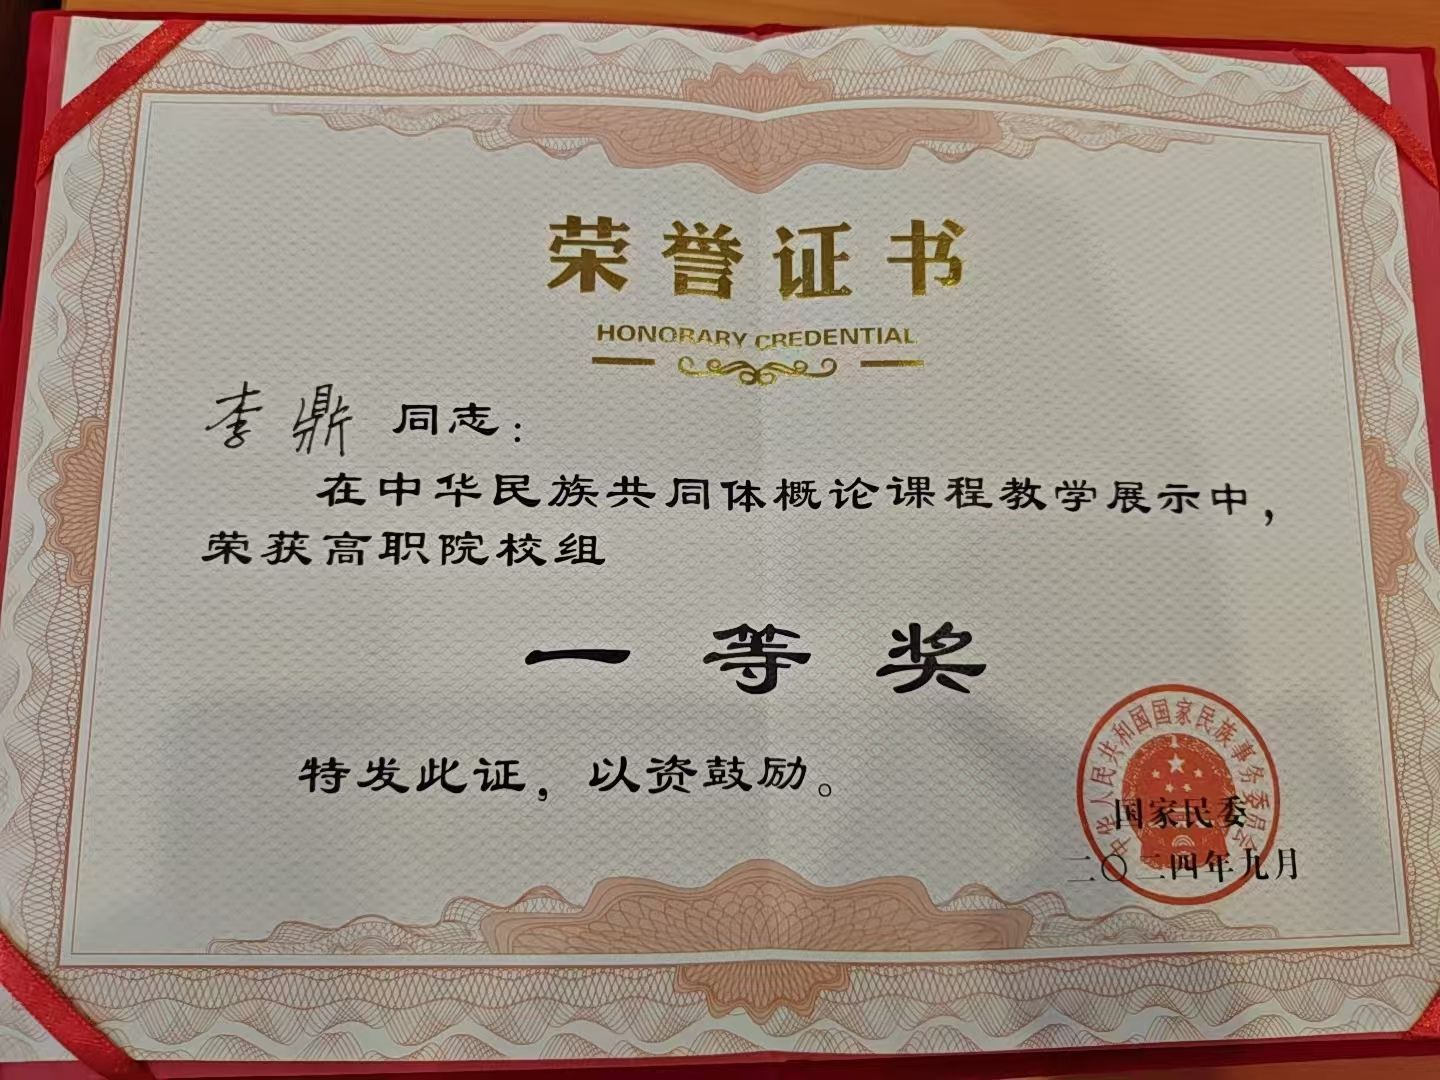 荣誉证书
HONORARY CREDENTIAL
李鼎 同志：
在中华民族共同体概论课程教学展示中，
荣获高职院校组
一等奖
特发此证，以资鼓励。
中华人民共和国国家民族事务委员会
国家民委
二〇二四年九月